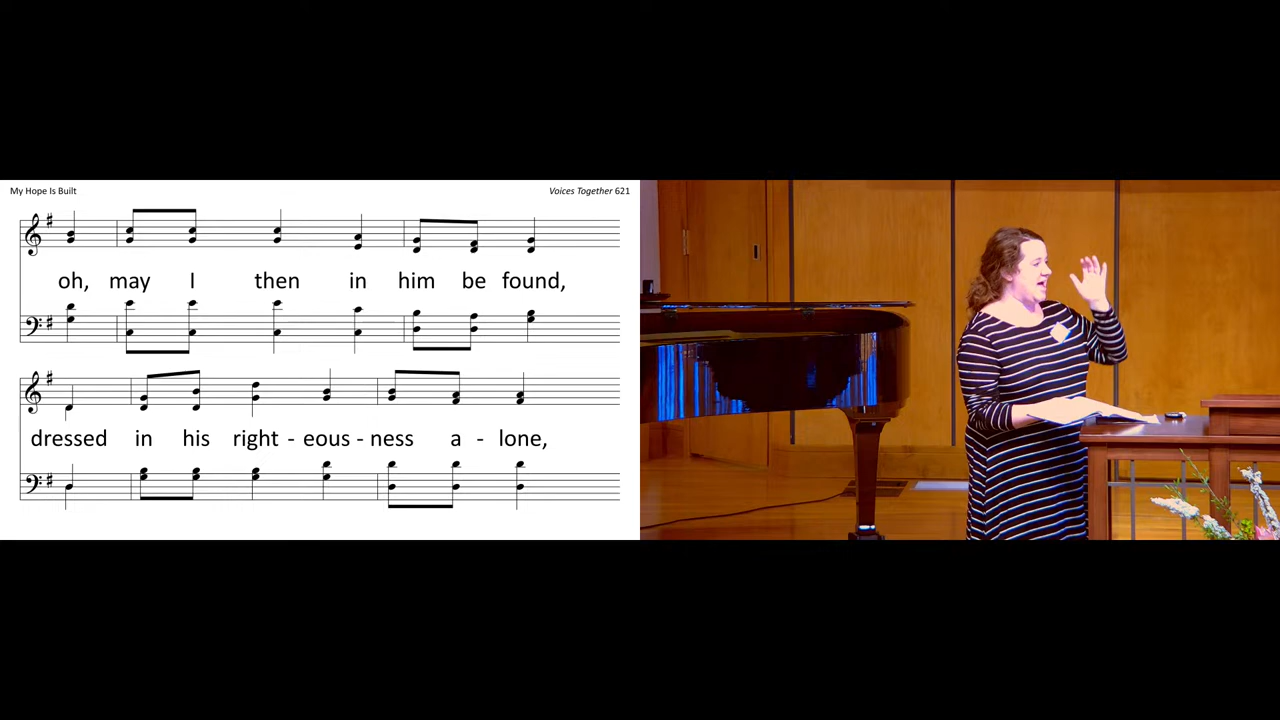 My Hope Is Built
Voices Together 621
oh, may I then in him be found,
dressed in his right - eous - ness a - lone,